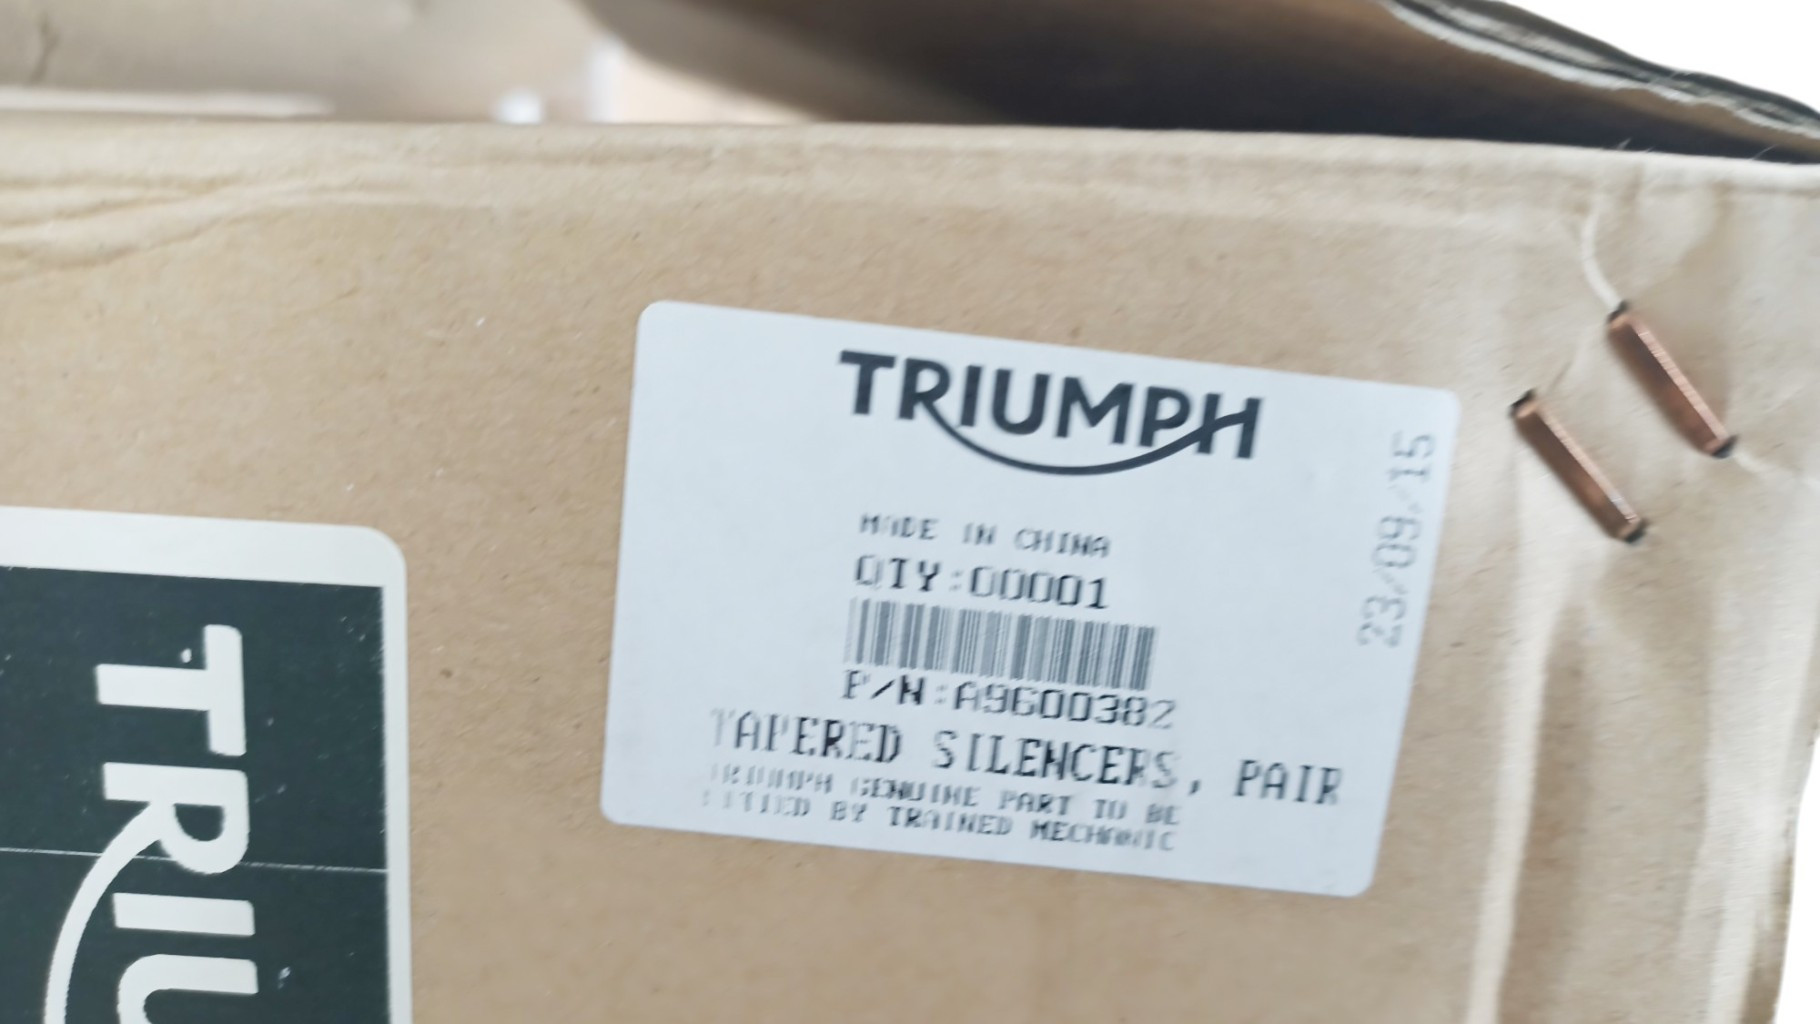 TRIUMPH
MADE IN CHINA
QTY:00001
P/N:A9600382
TAPERED SILENCERS, PAIR
TRIUMPH GENUINE PART TO BE
FITTED BY TRAINED MECHANIC
23/09/15
TRIU